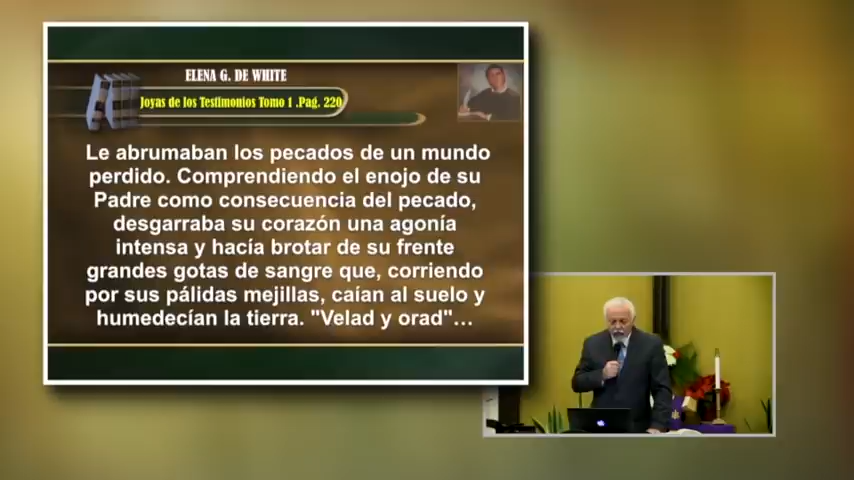 ELENA G. DE WHITE
Joyas de los Testimonios Tomo 1 .Pag. 220
Le abrumaban los pecados de un mundo
perdido. Comprendiendo el enojo de su
Padre como consecuencia del pecado,
desgarraba su corazón una agonía
intensa y hacía brotar de su frente
grandes gotas de sangre que, corriendo
por sus pálidas mejillas, caían al suelo y
humedecían la tierra. "Velad y orad"...